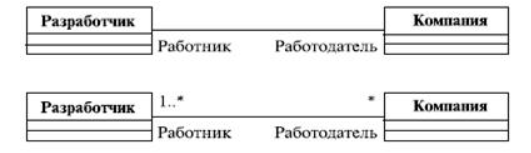 Разработчик Компания
Работник Работодатель
Разработчик 1..* * Компания
Работник Работодатель